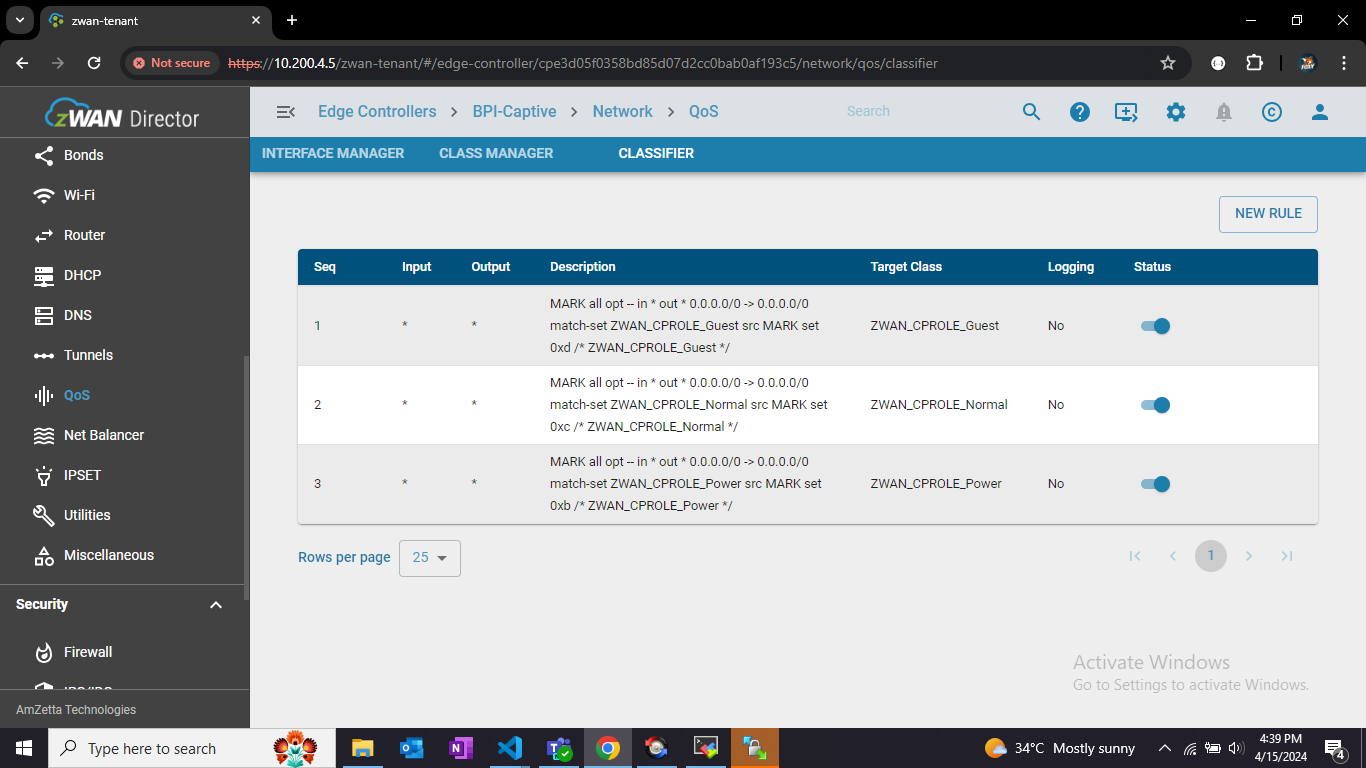 zwan-tenant
Not secure https://10.200.4.5/zwan-tenant/#/edge-controller/cpe3d05f0358bd85d07d2cc0bab0af193c5/network/qos/classifier
zWAN Director
Edge Controllers > BPI-Captive > Network > QoS
Search
INTERFACE MANAGER CLASS MANAGER CLASSIFIER
Bonds
Wi-Fi
Router
DHCP
DNS
Tunnels
QoS
Net Balancer
IPSET
Utilities
Miscellaneous
Security
Firewall
AmZetta Technologies
NEW RULE
Seq Input Output Description Target Class Logging Status
1 * * MARK all opt -- in * out * 0.0.0.0/0 -> 0.0.0.0/0
match-set ZWAN_CPROLE_Guest src MARK set ZWAN_CPROLE_Guest No
0xd /* ZWAN_CPROLE_Guest */
2 * * MARK all opt -- in * out * 0.0.0.0/0 -> 0.0.0.0/0
match-set ZWAN_CPROLE_Normal src MARK set ZWAN_CPROLE_Normal No
0xc /* ZWAN_CPROLE_Normal */
3 * * MARK all opt -- in * out * 0.0.0.0/0 -> 0.0.0.0/0
match-set ZWAN_CPROLE_Power src MARK set ZWAN_CPROLE_Power No
0xb /* ZWAN_CPROLE_Power */
Rows per page 25
1
Activate Windows
Go to Settings to activate Windows.
Type here to search
34°C Mostly sunny
4:39 PM
4/15/2024
4